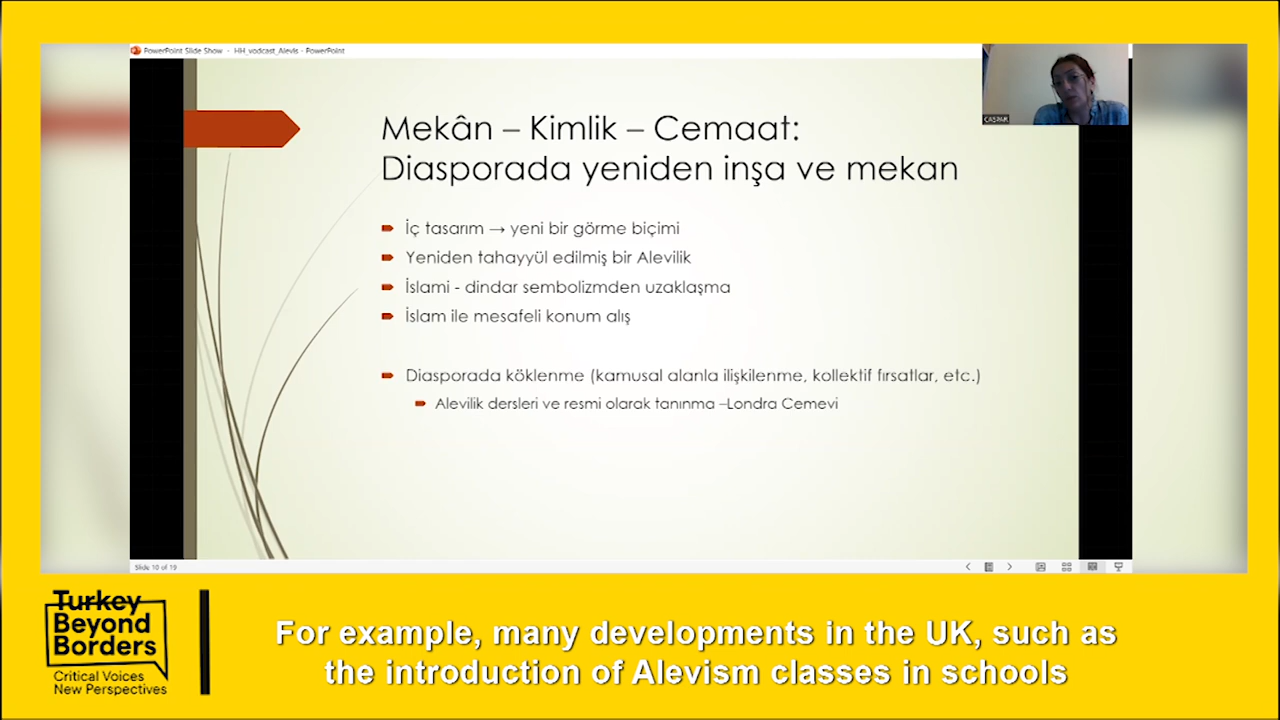 PowerPoint Slide Show - HH_vodcast_Alevis - PowerPoint
CASPAR
Mekân – Kimlik – Cemaat:
Diasporada yeniden inşa ve mekan
İç tasarım → yeni bir görme biçimi
Yeniden tahayyül edilmiş bir Alevilik
İslami - dindar sembolizmden uzaklaşma
İslam ile mesafeli konum alış
Diasporada köklenme (kamusal alanla ilişkilenme, kollektif fırsatlar, etc.)
Alevilik dersleri ve resmi olarak tanınma –Londra Cemevi
Slide 10 of 19
Turkey
Beyond
Borders
Critical Voices
New Perspectives
For example, many developments in the UK, such as
the introduction of Alevism classes in schools